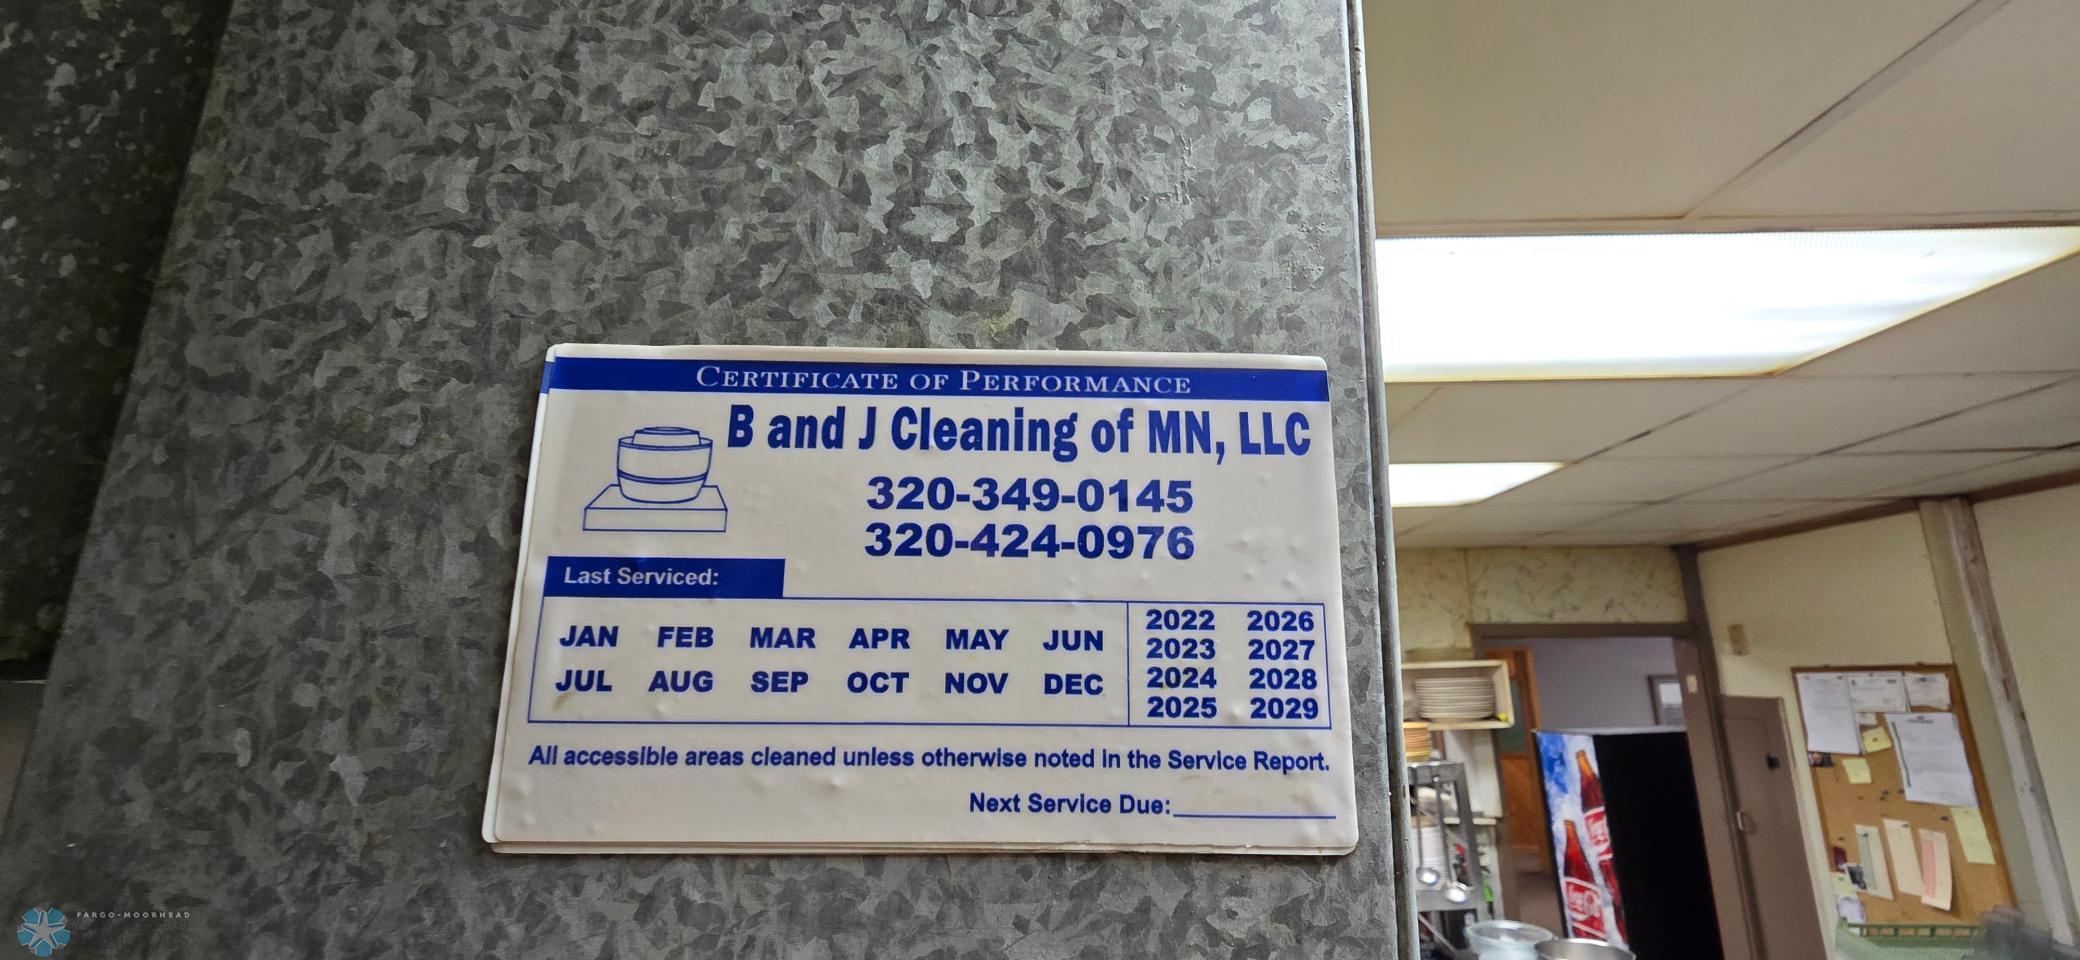 CERTIFICATE OF PERFORMANCE
B and J Cleaning of MN, LLC
320-349-0145
320-424-0976
Last Serviced:
JAN FEB MAR APR MAY JUN
JUL AUG SEP OCT NOV DEC
2022 2026
2023 2027
2024 2028
2025 2029
All accessible areas cleaned unless otherwise noted in the Service Report.
Next Service Due:
FARGO-MOORHEAD
REALTORS